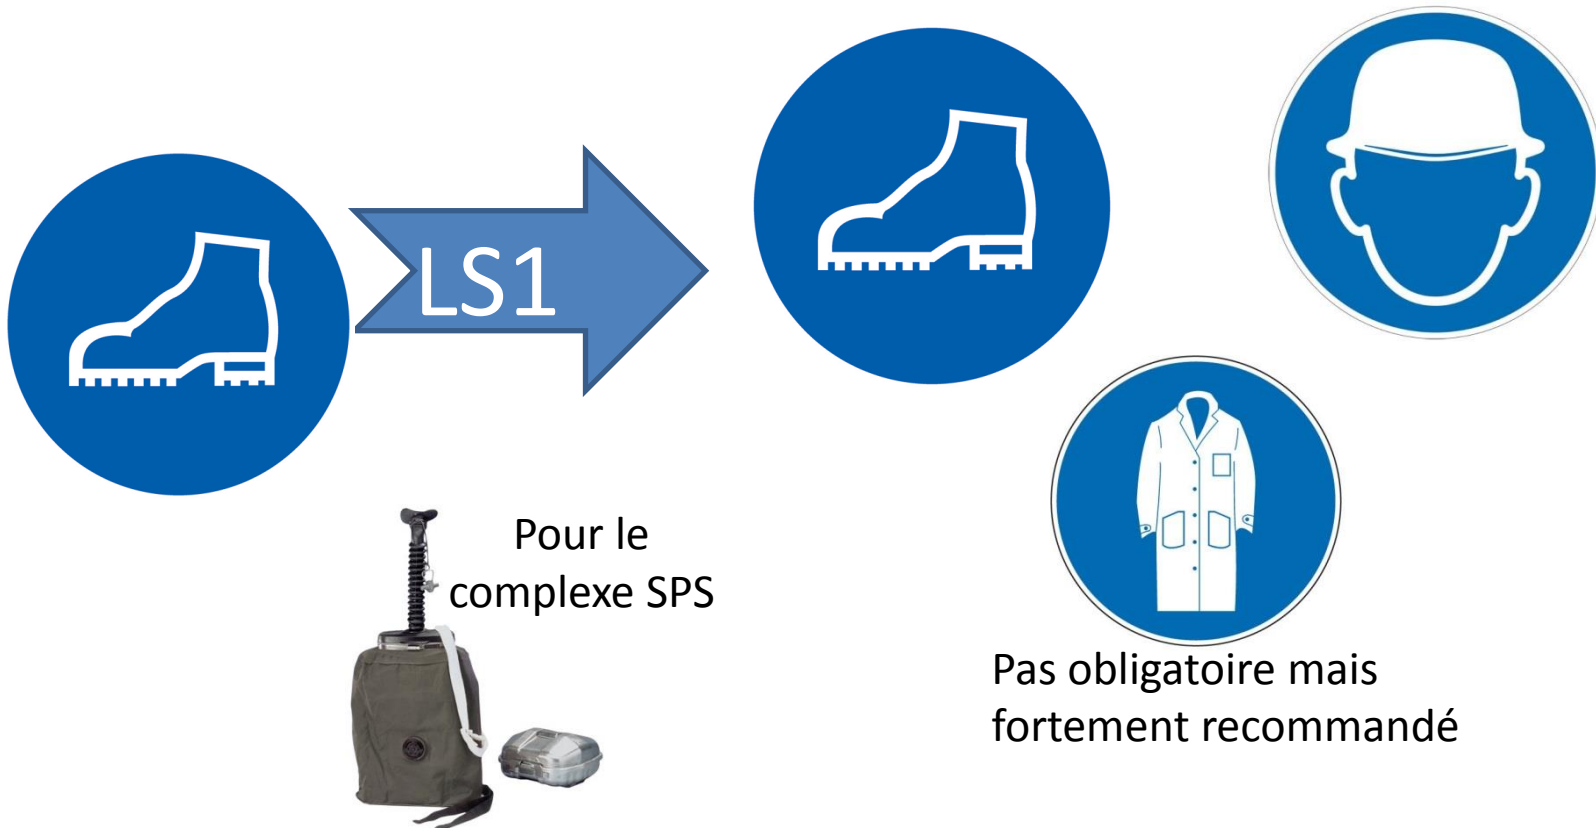 LS1
Pour le
complexe SPS
Pas obligatoire mais
fortement recommandé